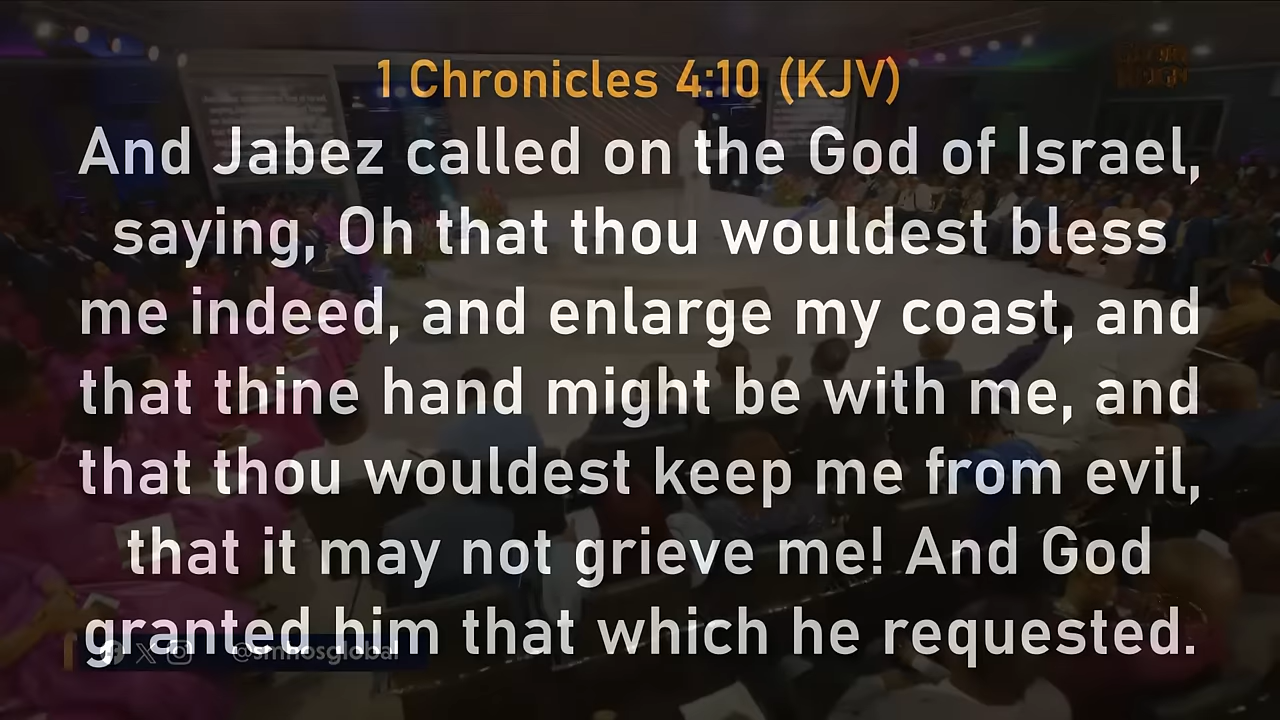 1 Chronicles 4:10 (KJV)
And Jabez called on the God of Israel,
saying, Oh that thou wouldest bless
me indeed, and enlarge my coast, and
that thine hand might be with me, and
that thou wouldest keep me from evil,
that it may not grieve me! And God
granted him that which he requested.
@smhosglobal